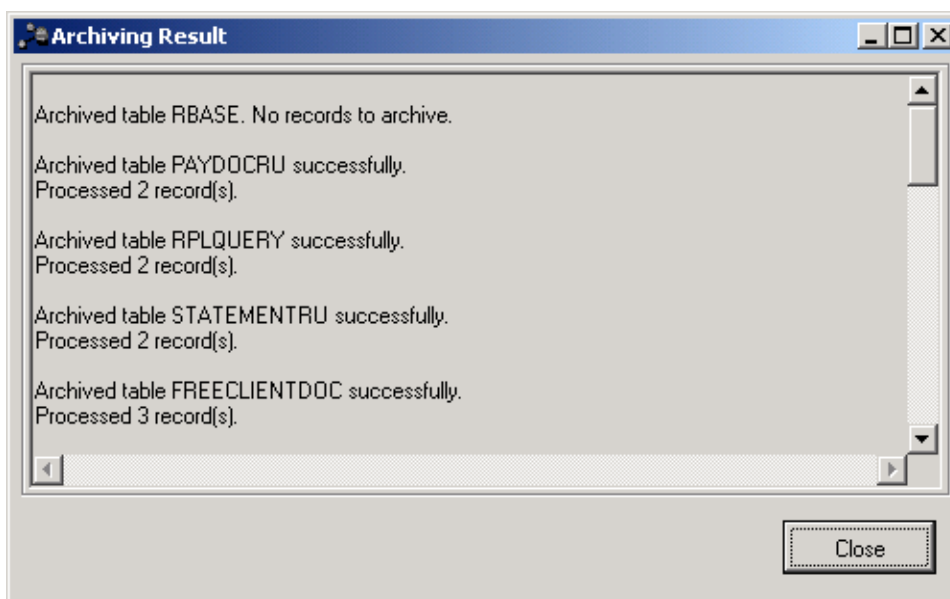 Archiving Result
Archived table RBASE. No records to archive.
Archived table PAYDOCRU successfully.
Processed 2 record(s).
Archived table RPLQUERY successfully.
Processed 2 record(s).
Archived table STATEMENTRU successfully.
Processed 2 record(s).
Archived table FREECLIENTDOC successfully.
Processed 3 record(s).
Close